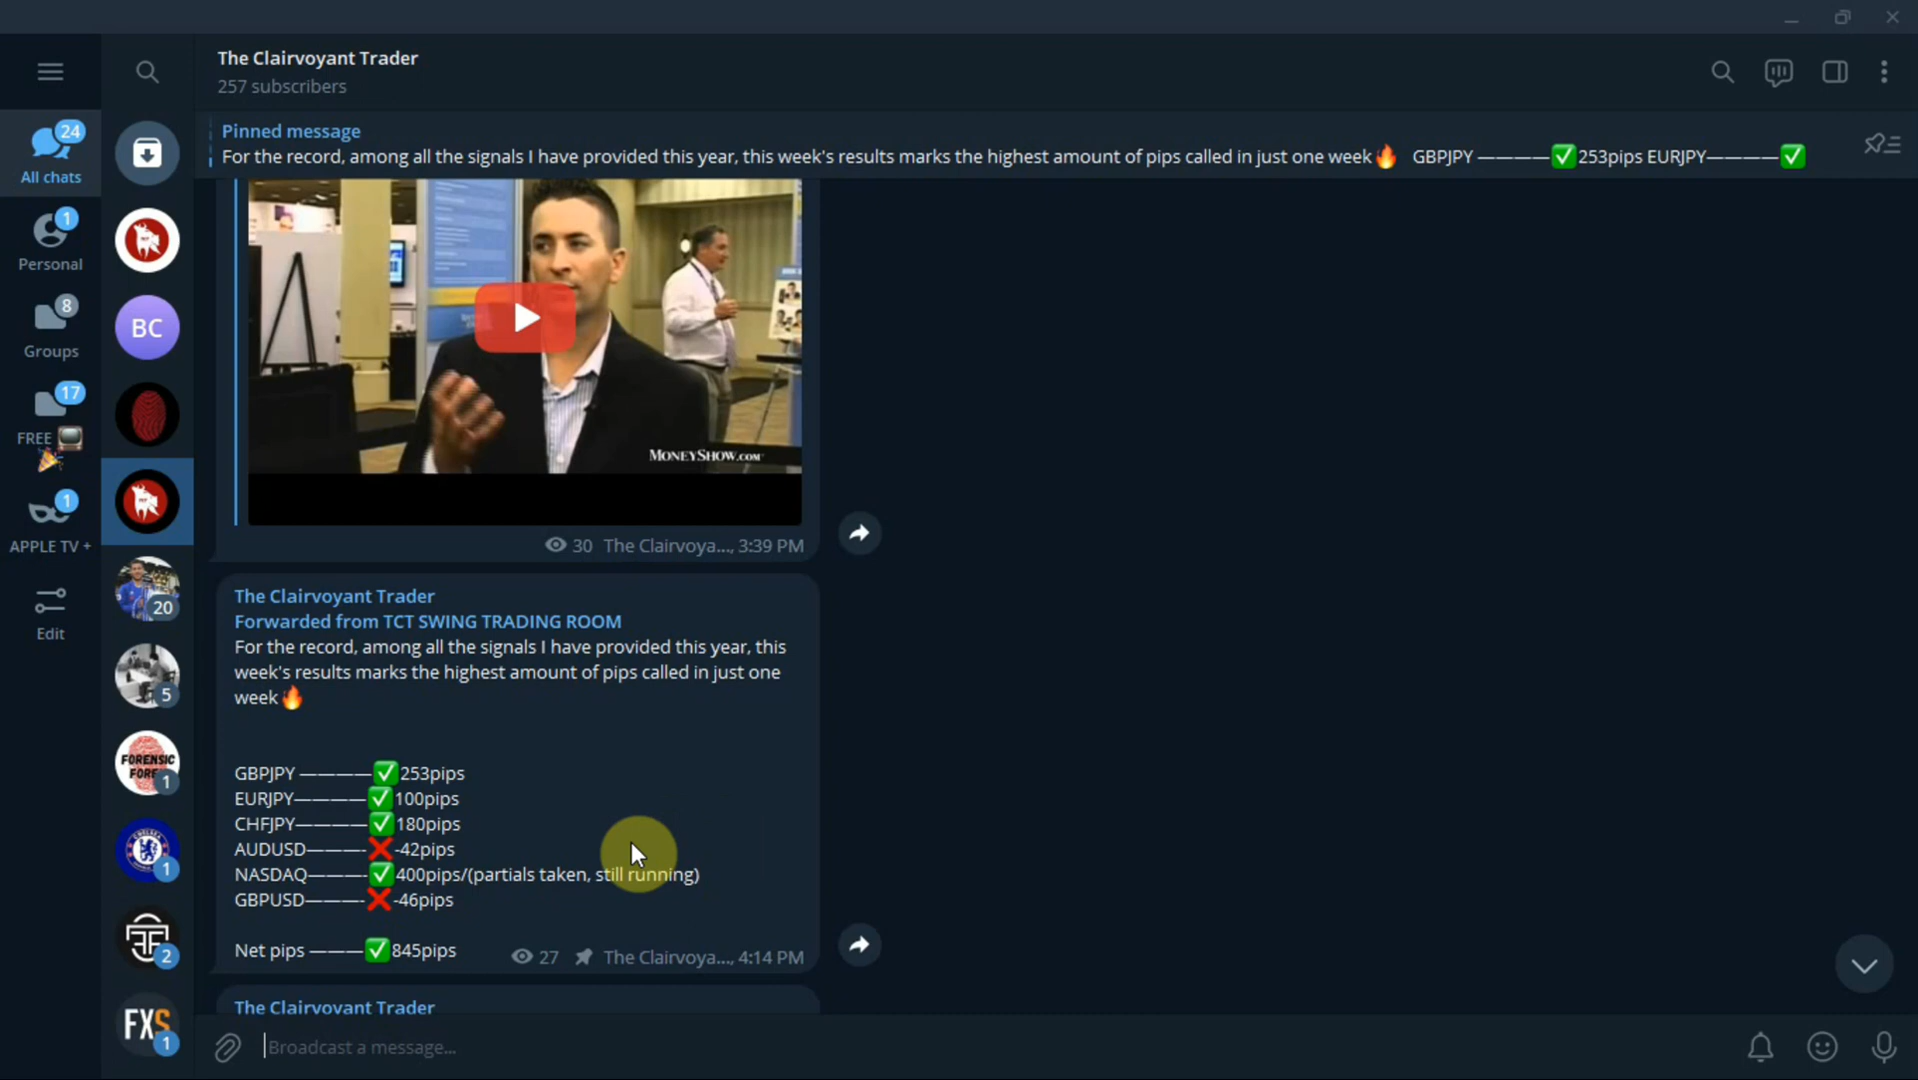 The Clairvoyant Trader
257 subscribers
Pinned message
For the record, among all the signals I have provided this year, this week's results marks the highest amount of pips called in just one week🔥 GBPJPY ————✅253pips EURJPY————✅
24
All chats
1
Personal
8
Groups
17
FREE 📺
🎉
1
APPLE TV +
Edit
BC
20
5
FORENSIC
FORE
1
CHELSEA
1
2
FXS
1
MONEYSHOW.COM
30 The Clairvoya..., 3:39 PM
The Clairvoyant Trader
Forwarded from TCT SWING TRADING ROOM
For the record, among all the signals I have provided this year, this
week's results marks the highest amount of pips called in just one
week🔥
GBPJPY ————✅253pips
EURJPY————✅100pips
CHFJPY————✅180pips
AUDUSD———-❌-42pips
NASDAQ———-✅400pips/(partials taken, still running)
GBPUSD———-❌-46pips
Net pips ———✅845pips
27 The Clairvoya..., 4:14 PM
The Clairvoyant Trader
Broadcast a message...